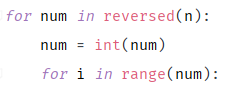 for num in reversed(n):
    num = int(num)
    for i in range(num):